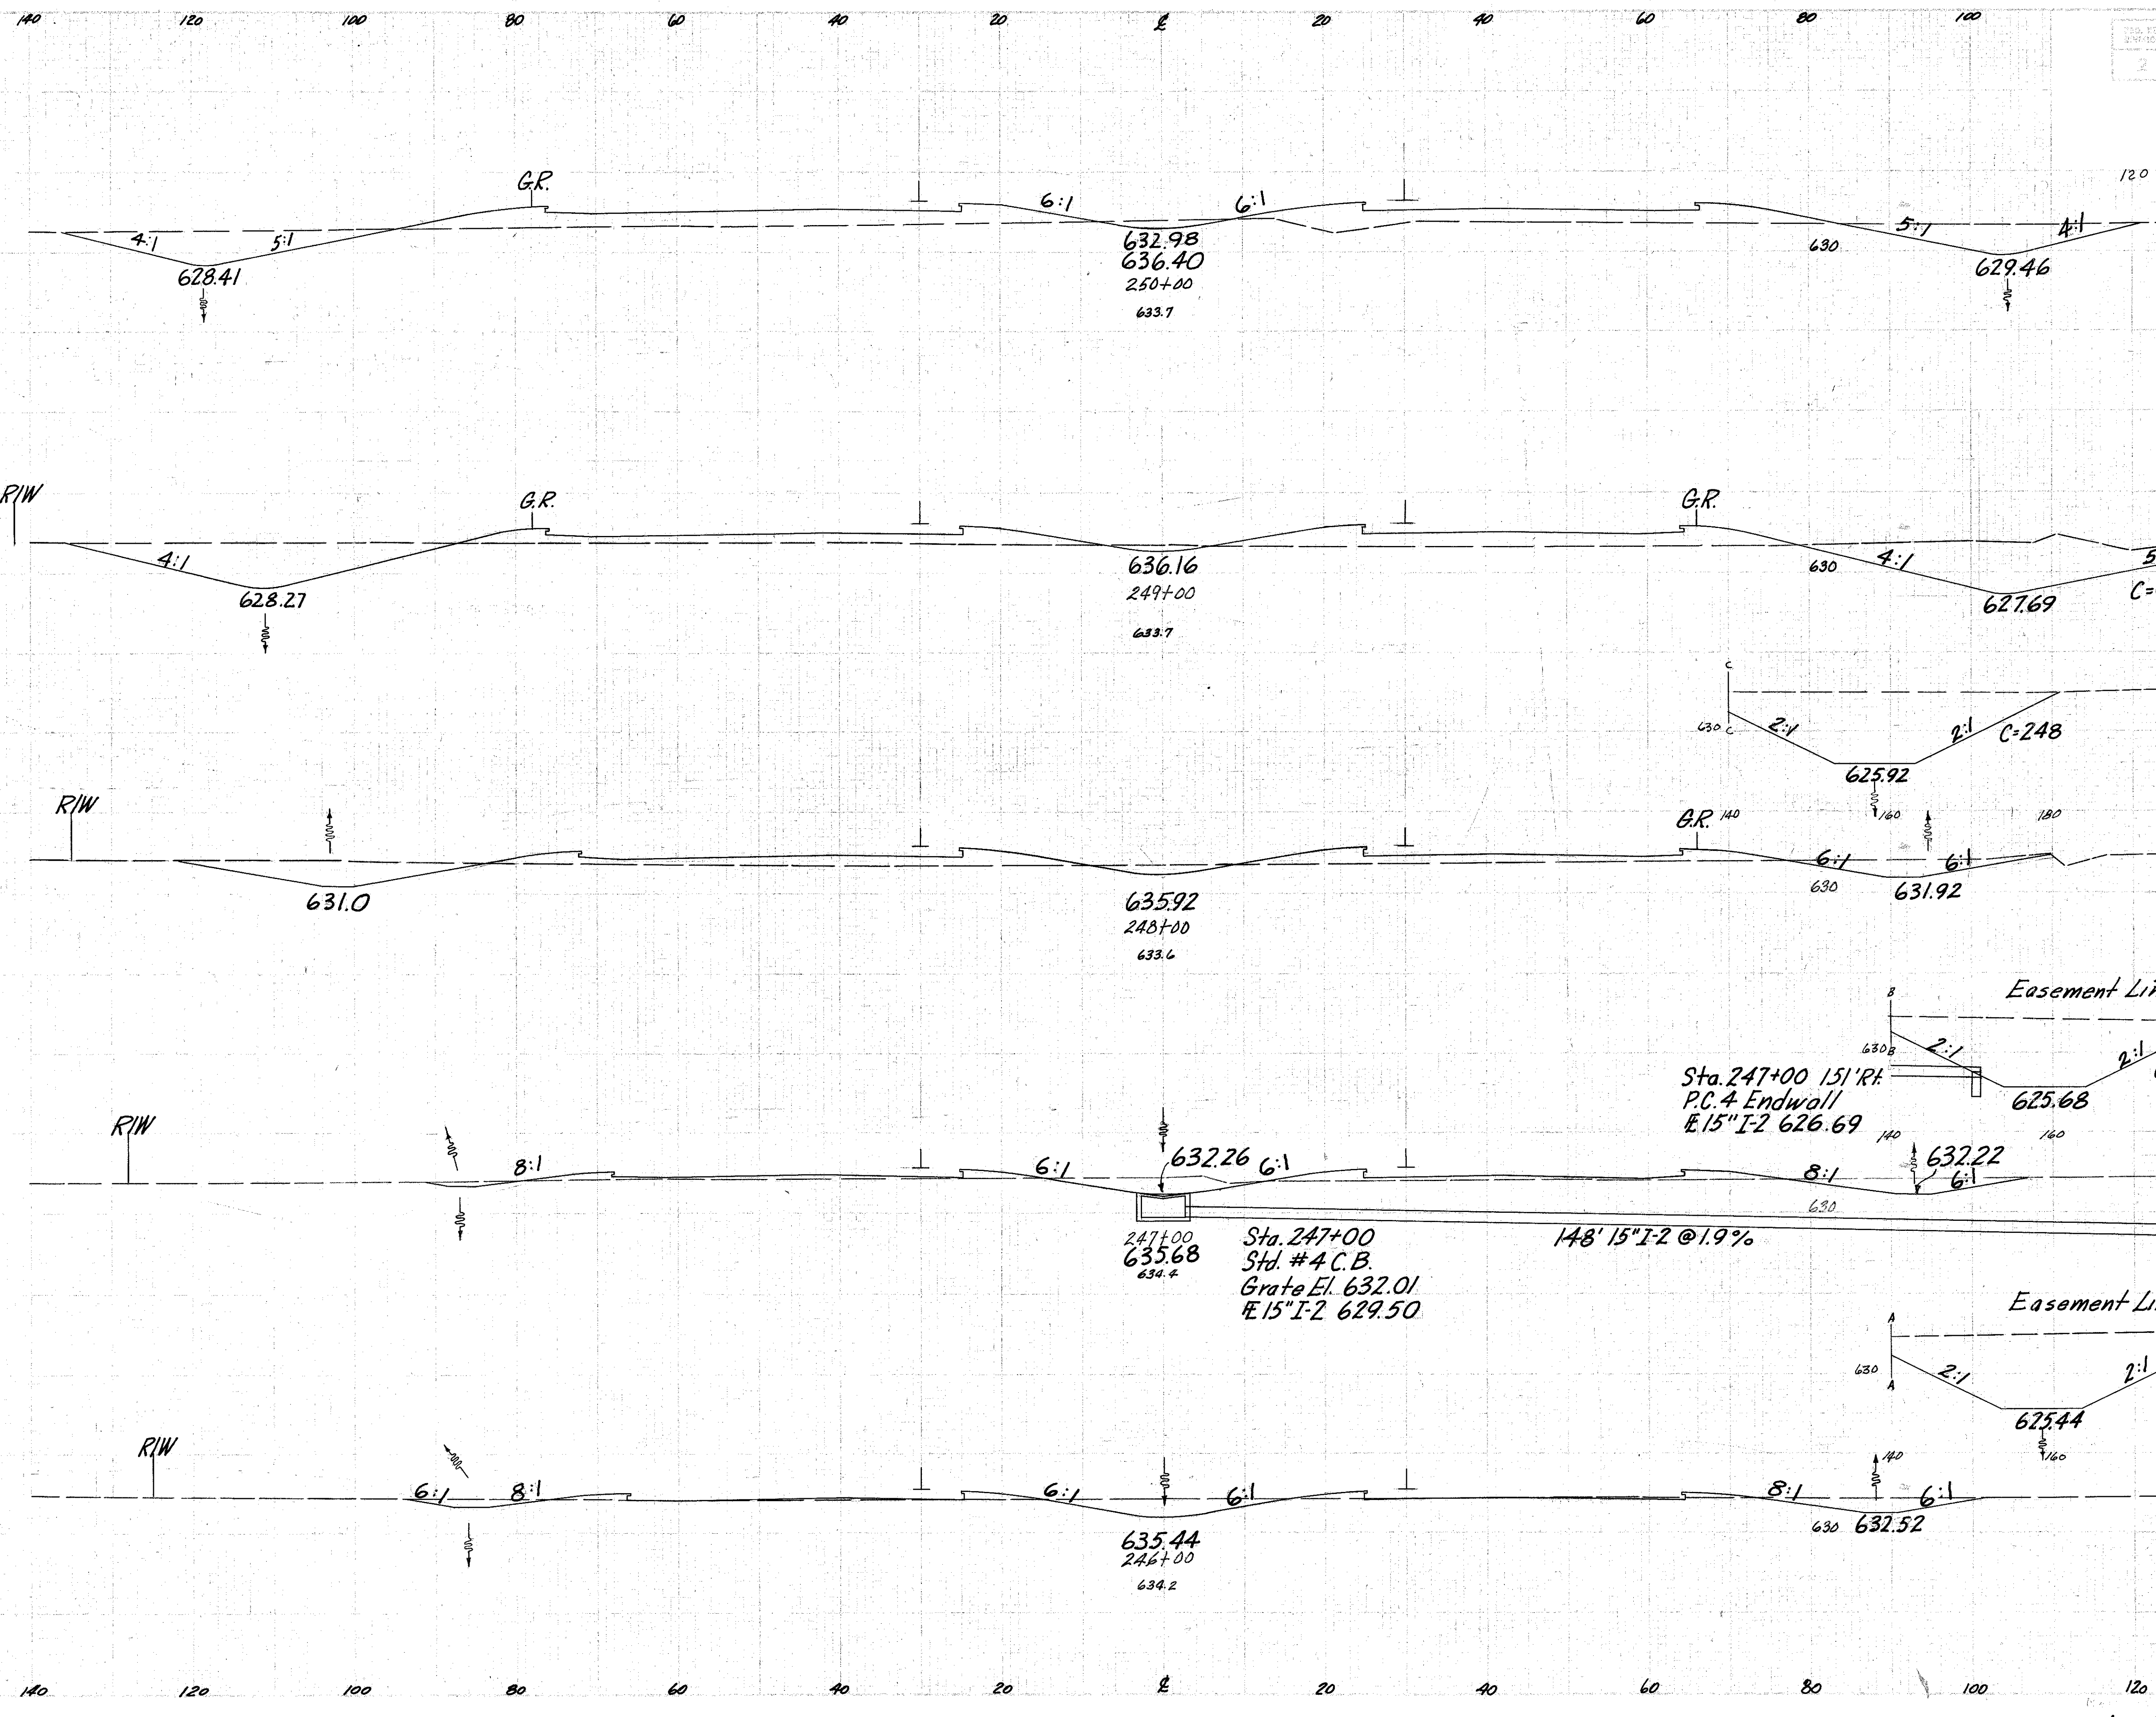 140 120 100 80 60 40 20 ℄ 20 40 60 80 100
120
G.R.
6:1 6:1
4:1 5:1 5:1 4:1
632.98
630
636.40
629.46
628.41
250+00
633.7
R/W G.R. G.R.
4:1 4:1 5
636.16
630
249+00
C=
628.27 627.69
633.7
C
630 C 2:1 2:1 C=248
625.92
R/W
G.R. 140 160 180
6:1 6:1
630 631.92
631.0 635.92
248+00
633.6
B Easement Li
630 B 2:1 2:1
Sta. 247+00 151' Rt.
P.C. 4 Endwall
℄ 15" I-2 626.69
625.68
R/W
140 160
8:1 6:1 632.26 6:1 8:1 632.22 6:1
630
148' 15" I-2 @ 1.9%
247+00
635.68
634.4
Sta. 247+00
Std. #4 C.B.
Grate El. 632.01
℄ 15" I-2 629.50
A Easement Li
630 A 2:1 2:1
625.44
R/W
140 160
6:1 8:1 6:1 6:1 8:1 6:1
630 632.52
635.44
246+00
634.2
140 120 100 80 60 40 20 ℄ 20 40 60 80 100 120